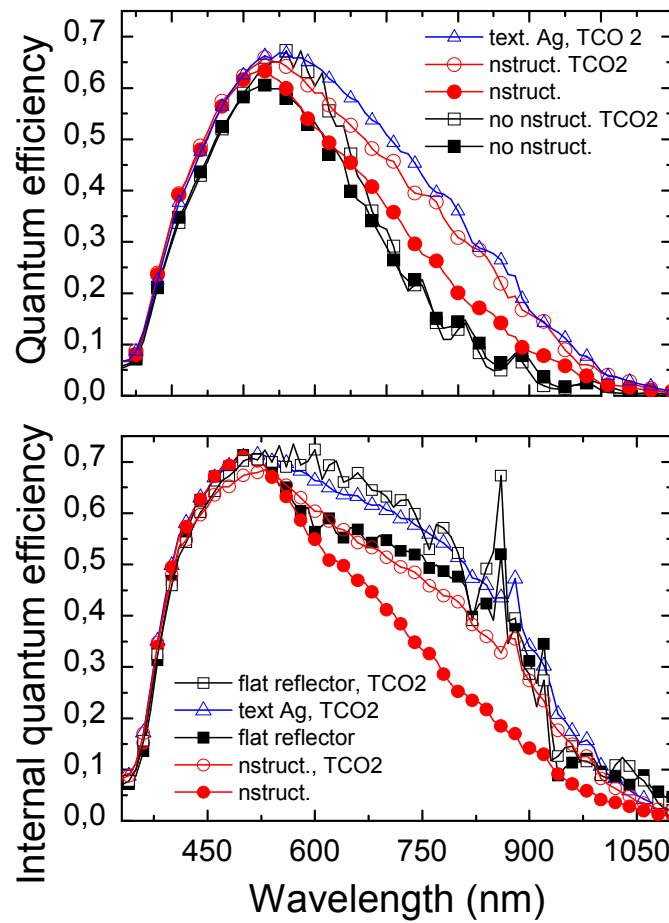 Quantum efficiency
0,7
0,6
0,5
0,4
0,3
0,2
0,1
0,0
text. Ag, TCO 2
nstruct. TCO2
nstruct.
no nstruct. TCO2
no nstruct.
Internal quantum efficiency
0,7
0,6
0,5
0,4
0,3
0,2
0,1
0,0
flat reflector, TCO2
text Ag, TCO2
flat reflector
nstruct., TCO2
nstruct.
450 600 750 900 1050
Wavelength (nm)